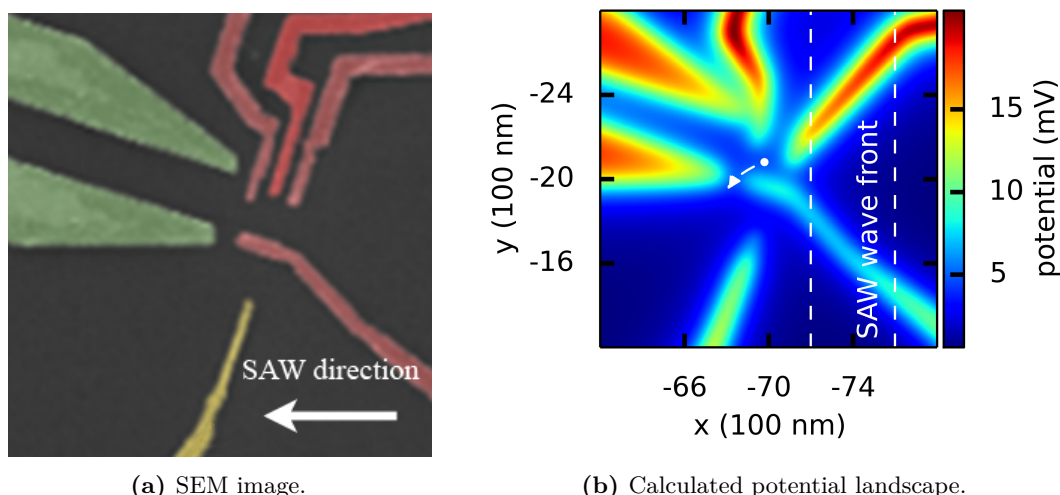 SAW direction
-24
-20
-16
y (100 nm)
-66 -70 -74
x (100 nm)
SAW wave front
15
10
5
potential (mV)
(a) SEM image.
(b) Calculated potential landscape.